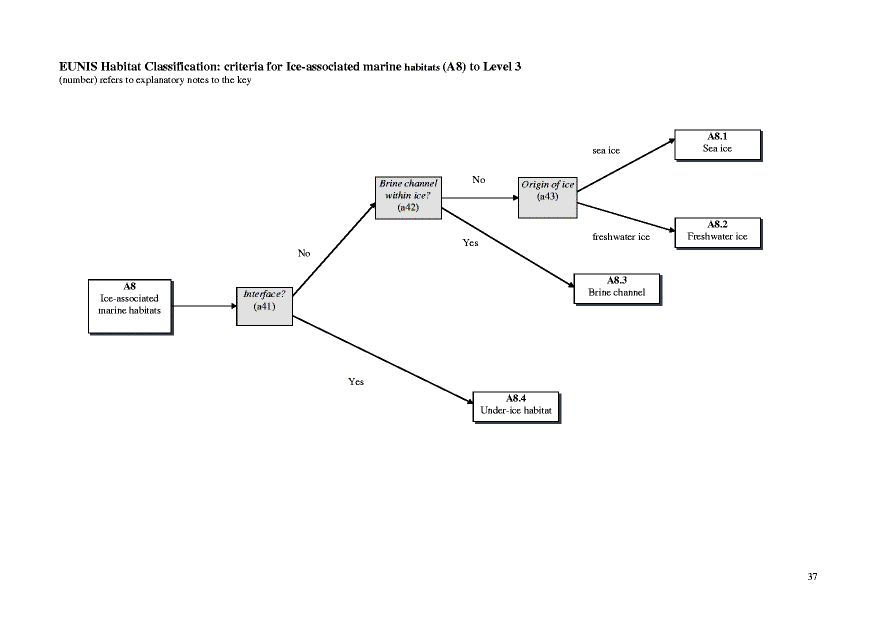 EUNIS Habitat Classification: criteria for Ice-associated marine habitats (A8) to Level 3
(number) refers to explanatory notes to the key
A8.1
Sea ice
sea ice
Brine channel
within ice?
(a42)
No
Origin of ice
(a43)
A8.2
Freshwater ice
freshwater ice
Yes
No
A8.3
Brine channel
A8
Ice-associated
marine habitats
Interface?
(a41)
Yes
A8.4
Under-ice habitat
37